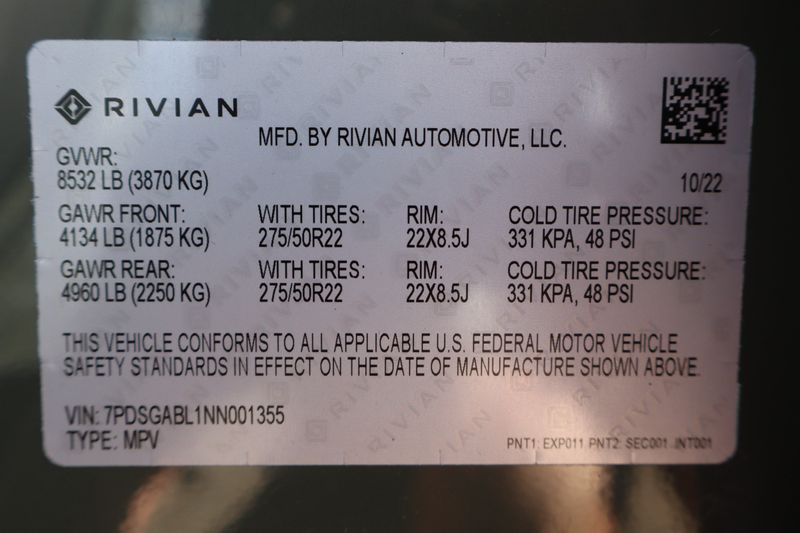 RIVIAN
MFD. BY RIVIAN AUTOMOTIVE, LLC.
GVWR:
8532 LB (3870 KG)
10/22
GAWR FRONT: WITH TIRES: RIM: COLD TIRE PRESSURE:
4134 LB (1875 KG) 275/50R22 22X8.5J 331 KPA, 48 PSI
GAWR REAR: WITH TIRES: RIM: COLD TIRE PRESSURE:
4960 LB (2250 KG) 275/50R22 22X8.5J 331 KPA, 48 PSI
THIS VEHICLE CONFORMS TO ALL APPLICABLE U.S. FEDERAL MOTOR VEHICLE
SAFETY STANDARDS IN EFFECT ON THE DATE OF MANUFACTURE SHOWN ABOVE.
VIN: 7PDSGABL1NN001355
TYPE: MPV
PNT1: EXP011 PNT2: SEC001 INT001